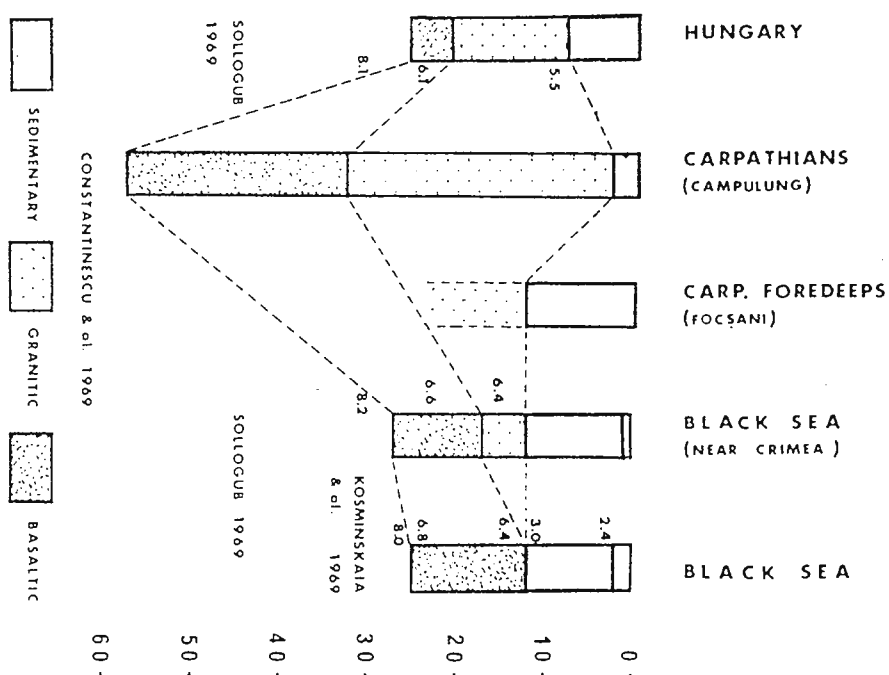 HUNGARY
CARPATHIANS
(CAMPULUNG)
CARP. FOREDEEPS
(FOCŞANI)
BLACK SEA
(NEAR CRIMEA)
BLACK SEA
5.5
6.1
8.1
SOLLOGUB
1969
CONSTANTINESCU & al. 1969
6.4
6.6
8.2
SOLLOGUB 1969
2.4
3.0
6.4
6.8
8.0
KOSMINSKAIA
& al. 1969
SEDIMENTARY
GRANITIC
BASALTIC
0
10
20
30
40
50
60